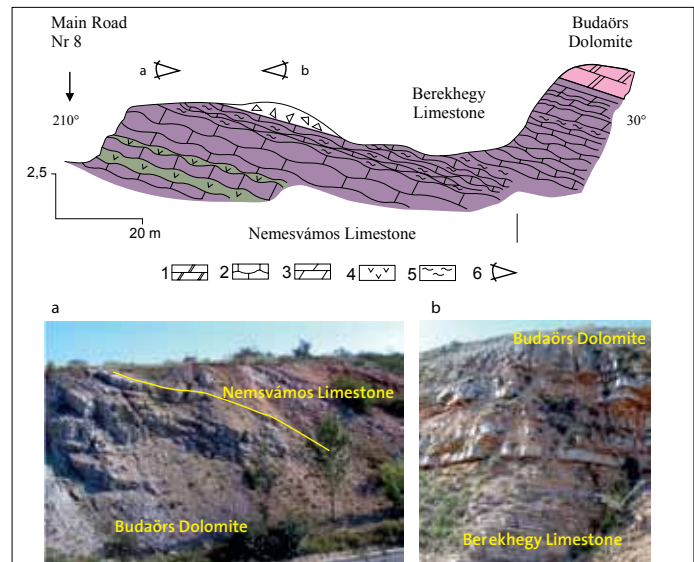 Main Road
Nr 8
Budaörs
Dolomite
a
b
Berekhegy
Limestone
210°
30°
2,5
20 m
Nemesvámos Limestone
1
2
3
4
5
6
a
b
Budaörs Dolomite
Nemsvámos Limestone
Budaörs Dolomite
Berekhegy Limestone